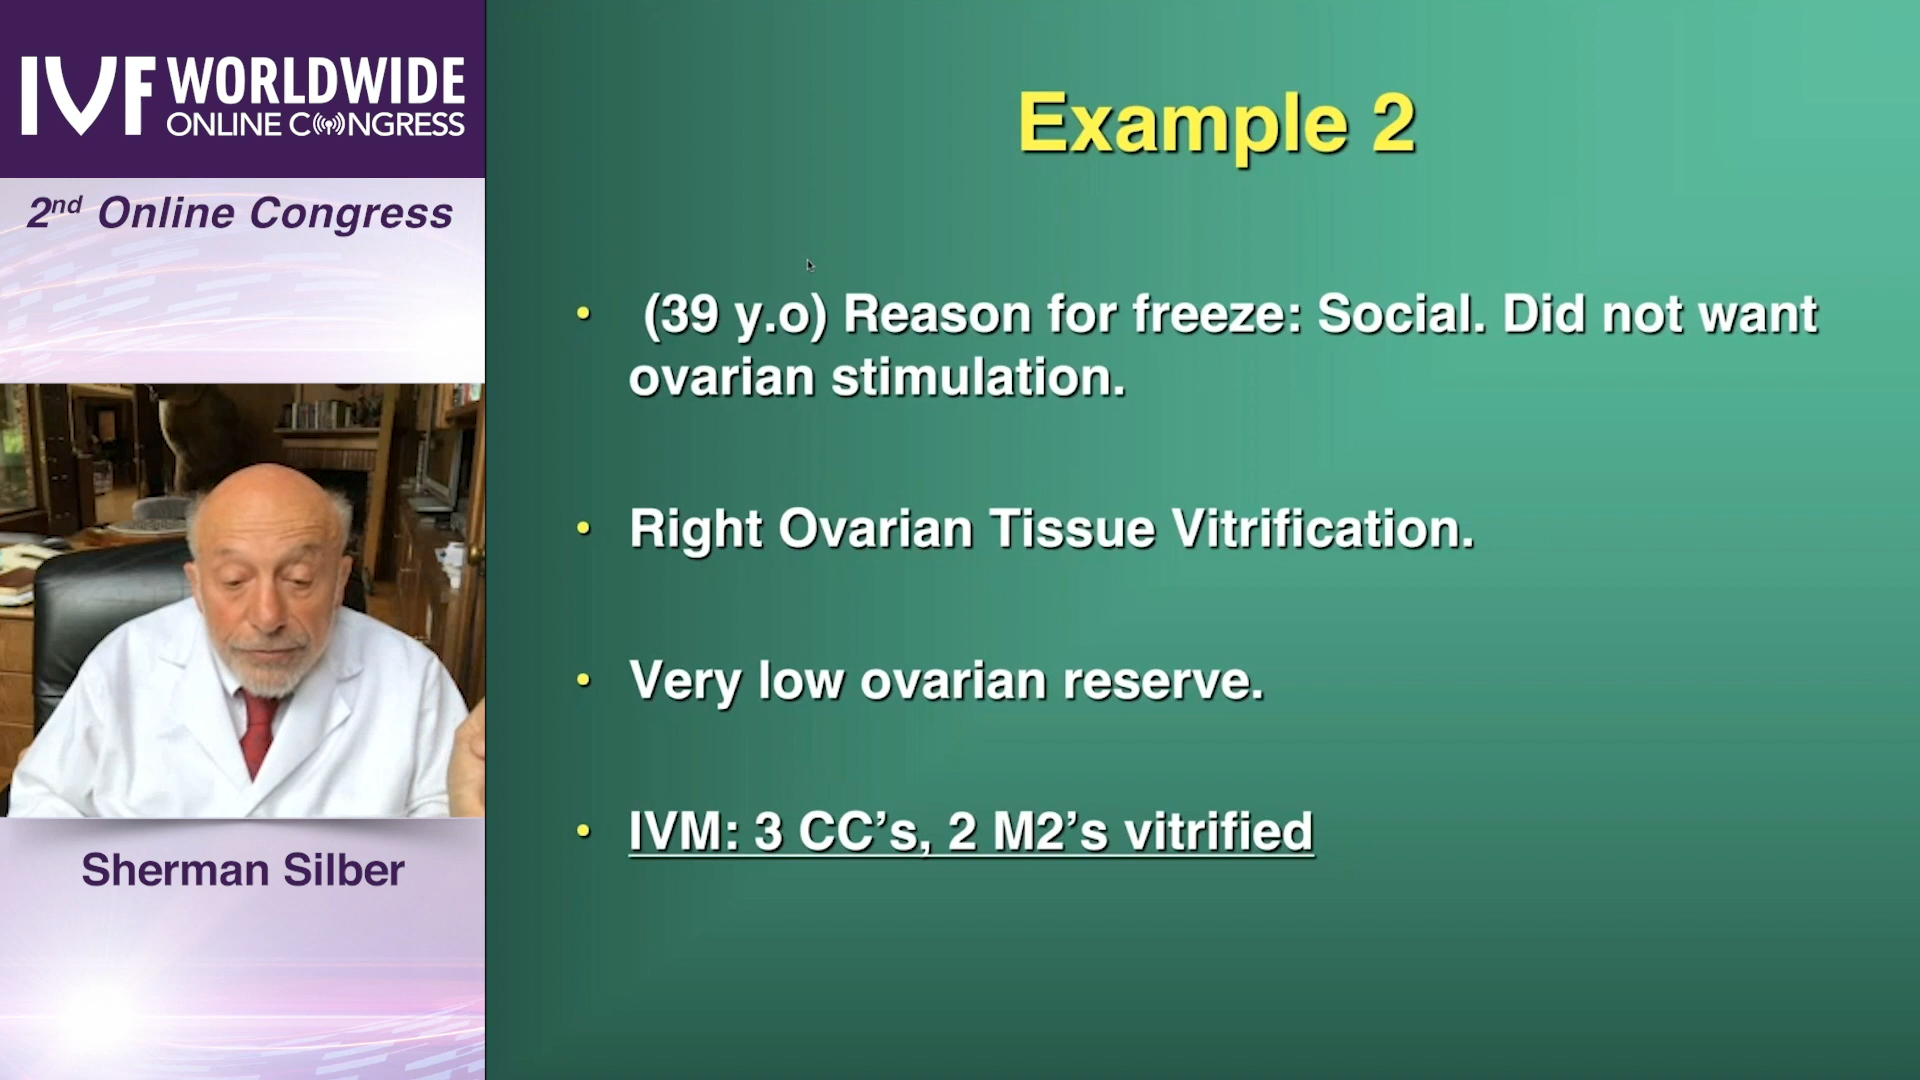 IVF WORLDWIDE
ONLINE CONGRESS
2nd Online Congress
Sherman Silber
Example 2
• (39 y.o) Reason for freeze: Social. Did not want
ovarian stimulation.
• Right Ovarian Tissue Vitrification.
• Very low ovarian reserve.
• IVM: 3 CC’s, 2 M2’s vitrified